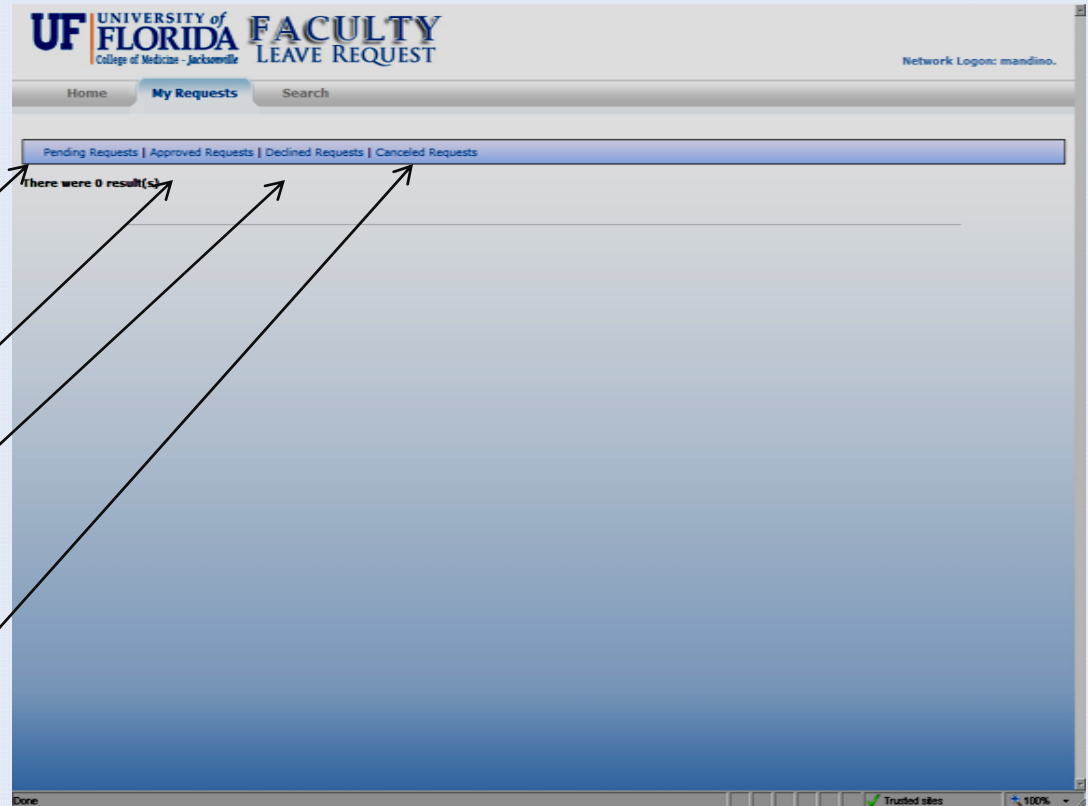 UF UNIVERSITY of FLORIDA
College of Medicine - Jacksonville
FACULTY
LEAVE REQUEST
Network Logon: mandino.
Home My Requests Search
Pending Requests | Approved Requests | Declined Requests | Canceled Requests
There were 0 result(s)
Done Trusted sites 100%